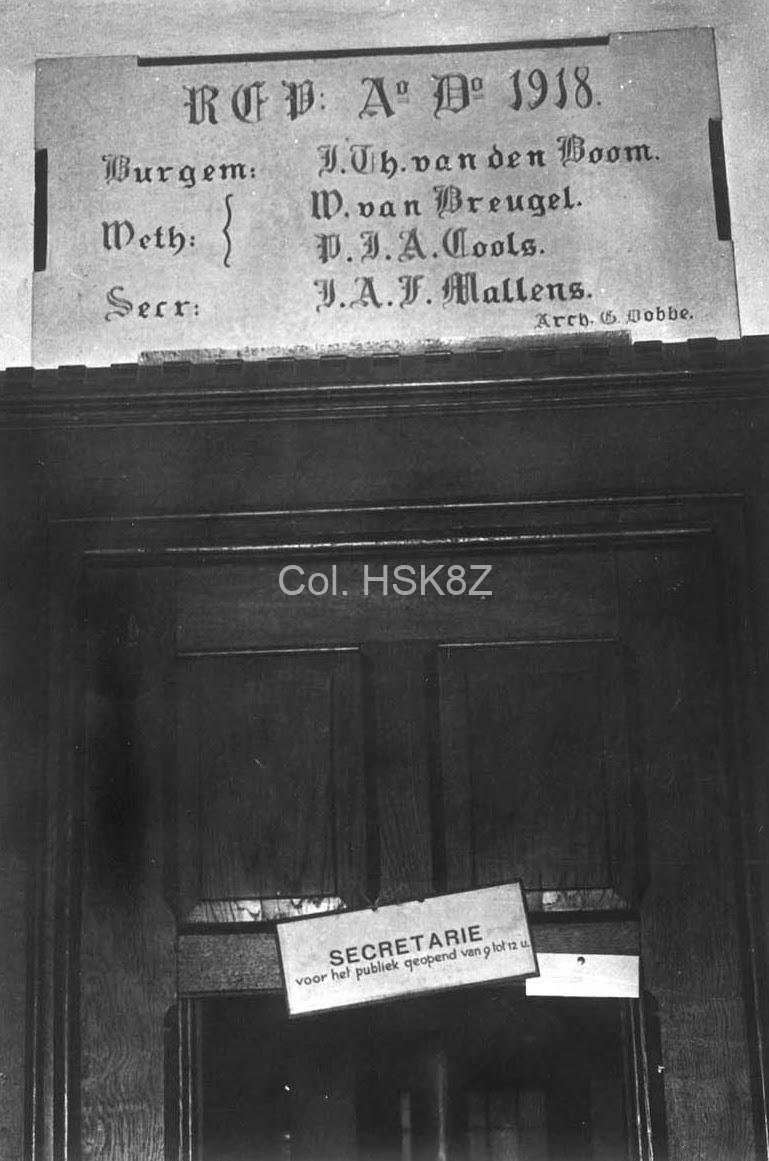 REP: Aº Dº 1918.
Burgem: J.Th.van den Boom.
Weth: { W.van Breugel.
P.J.A.Cools.
Secr: J.A.F. Mallens.
Arch. G. Dobbe.
Col. HSK8Z
SECRETARIE
voor het publiek geopend van 9 tot 12 u.